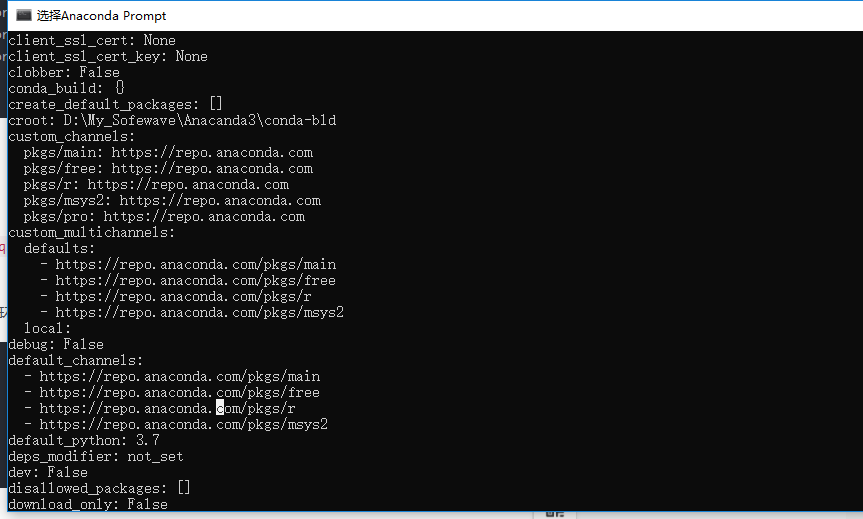 选择Anaconda Prompt
client_ssl_cert: None
client_ssl_cert_key: None
clobber: False
conda_build: {}
create_default_packages: []
croot: D:\My_Sofewave\Anacanda3\conda-bld
custom_channels:
  pkgs/main: https://repo.anaconda.com
  pkgs/free: https://repo.anaconda.com
  pkgs/r: https://repo.anaconda.com
  pkgs/msys2: https://repo.anaconda.com
  pkgs/pro: https://repo.anaconda.com
custom_multichannels:
  defaults:
    - https://repo.anaconda.com/pkgs/main
    - https://repo.anaconda.com/pkgs/free
    - https://repo.anaconda.com/pkgs/r
    - https://repo.anaconda.com/pkgs/msys2
  local:
debug: False
default_channels:
  - https://repo.anaconda.com/pkgs/main
  - https://repo.anaconda.com/pkgs/free
  - https://repo.anaconda.com/pkgs/r
  - https://repo.anaconda.com/pkgs/msys2
default_python: 3.7
deps_modifier: not_set
dev: False
disallowed_packages: []
download_only: False